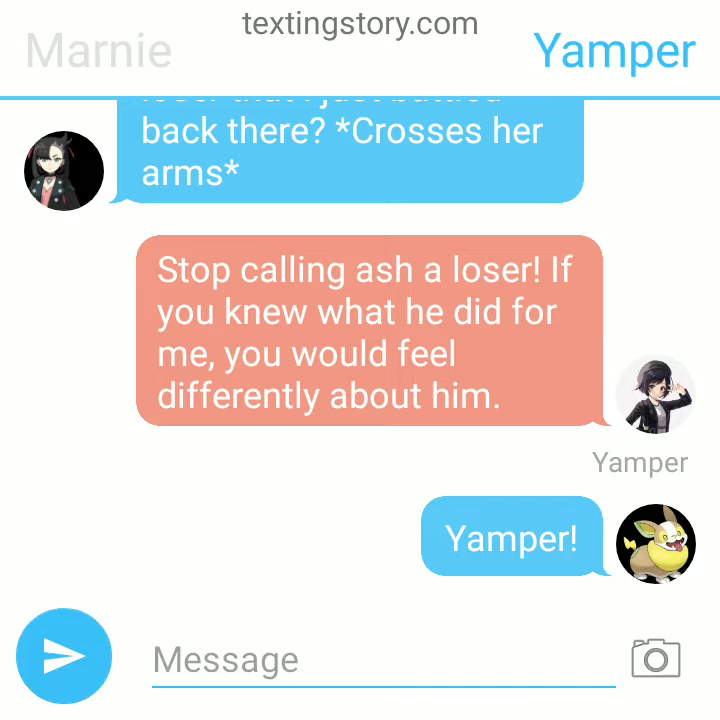 textingstory.com
Marnie
Yamper
back there? *Crosses her
arms*
Stop calling ash a loser! If
you knew what he did for
me, you would feel
differently about him.
Yamper
Yamper!
Message